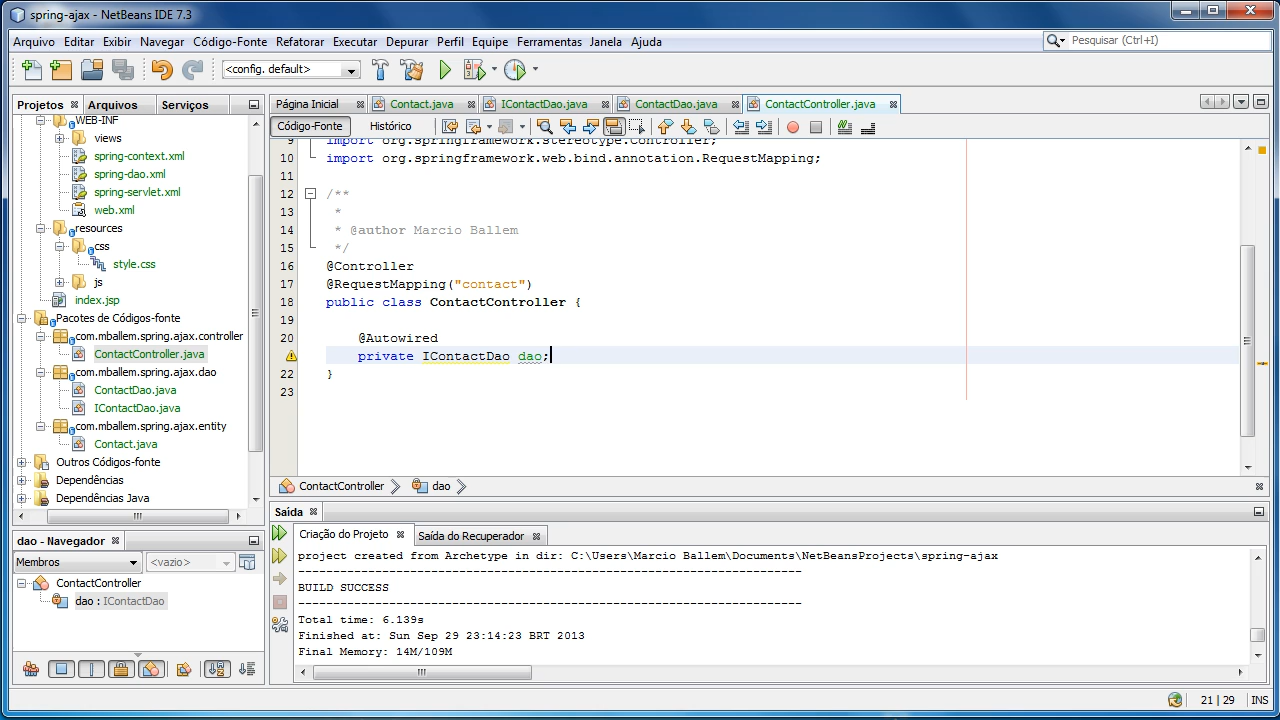 spring-ajax - NetBeans IDE 7.3
Arquivo Editar Exibir Navegar Código-Fonte Refatorar Executar Depurar Perfil Equipe Ferramentas Janela Ajuda
Pesquisar (Ctrl+I)
<config. default>
Projetos Arquivos Serviços
WEB-INF
views
spring-context.xml
spring-dao.xml
spring-servlet.xml
web.xml
resources
css
style.css
js
index.jsp
Pacotes de Códigos-fonte
com.mballem.spring.ajax.controller
ContactController.java
com.mballem.spring.ajax.dao
ContactDao.java
IContactDao.java
com.mballem.spring.ajax.entity
Contact.java
Outros Códigos-fonte
Dependências
Dependências Java
dao - Navegador
Membros <vazio>
ContactController
dao : IContactDao
Página Inicial Contact.java IContactDao.java ContactDao.java ContactController.java
Código-Fonte Histórico
9 import org.springframework.stereotype.Controller;
10 import org.springframework.web.bind.annotation.RequestMapping;
11
12 /**
13 *
14 * @author Marcio Ballem
15 */
16 @Controller
17 @RequestMapping("contact")
18 public class ContactController {
19
20 @Autowired
private IContactDao dao;
22 }
23
ContactController dao
Saída
Criação do Projeto Saída do Recuperador
project created from Archetype in dir: C:\Users\Marcio Ballem\Documents\NetBeansProjects\spring-ajax
------------------------------------------------------------------------
BUILD SUCCESS
------------------------------------------------------------------------
Total time: 6.139s
Finished at: Sun Sep 29 23:14:23 BRT 2013
Final Memory: 14M/109M
21 | 29 INS